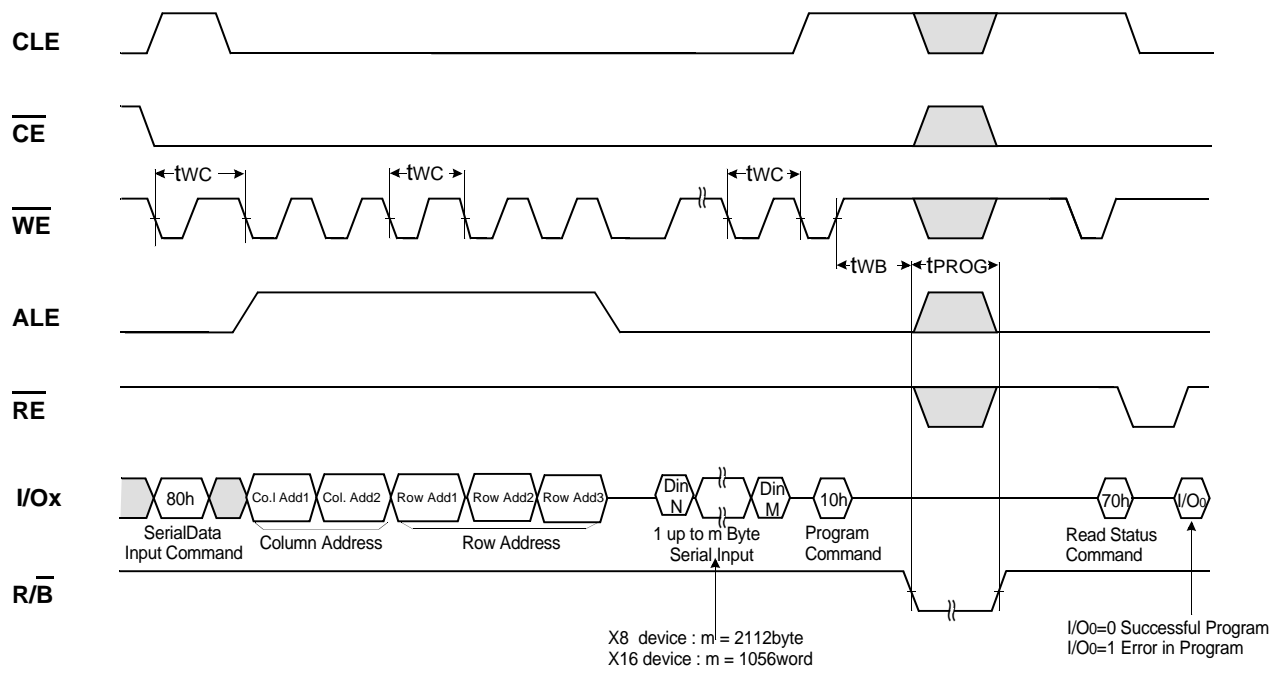 CLE
CE
tWC tWC tWC
WE
tWB tPROG
ALE
RE
I/Ox
80h Co.l Add1 Col. Add2 Row Add1 Row Add2 Row Add3 Din N Din M 10h 70h I/O0
SerialData
Input Command
Column Address
Row Address
1 up to m Byte
Serial Input
Program
Command
Read Status
Command
R/B
X8 device : m = 2112byte
X16 device : m = 1056word
I/O0=0 Successful Program
I/O0=1 Error in Program